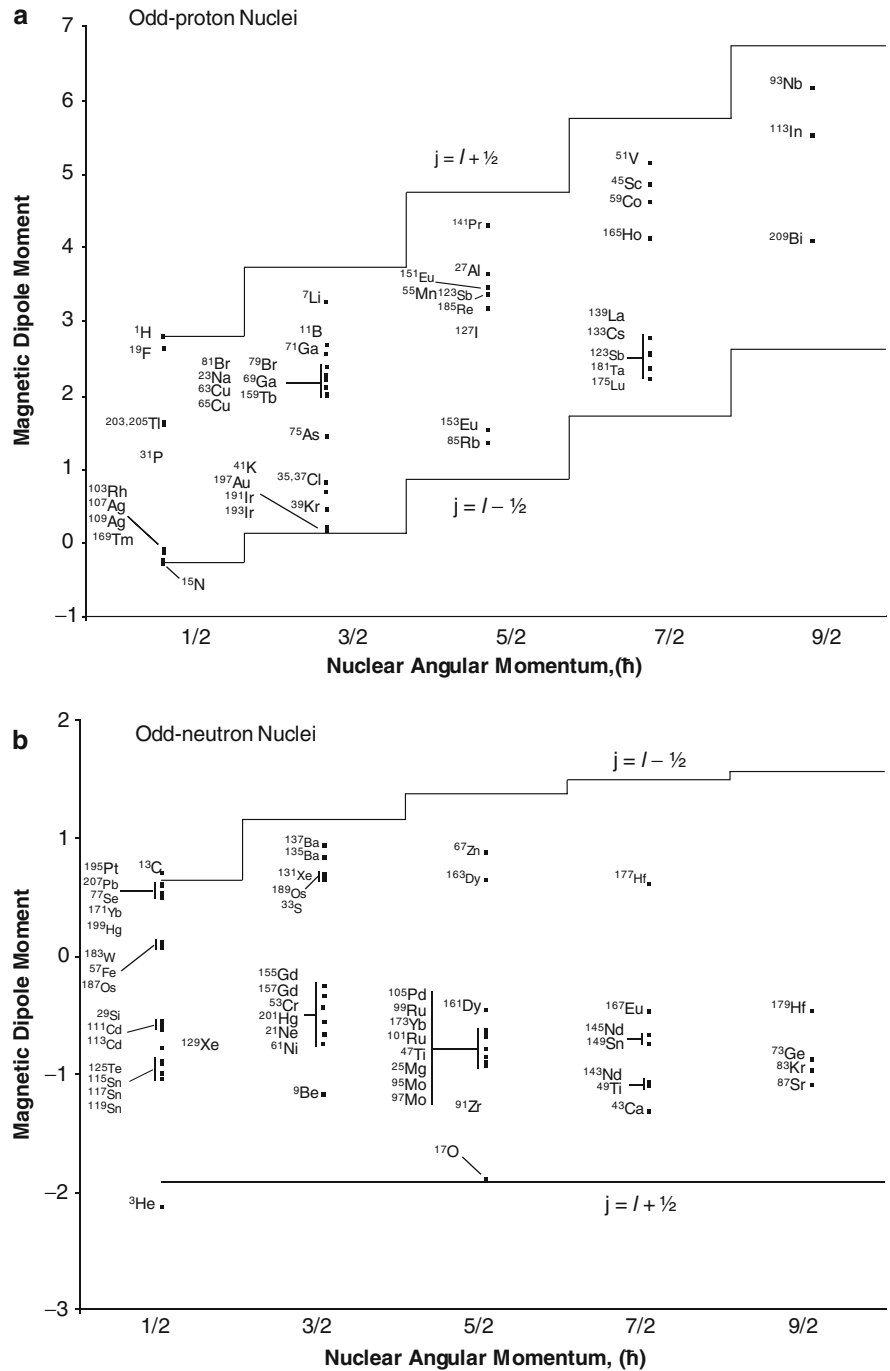 a
Odd-proton Nuclei
7
6
5
4
3
2
1
0
−1
Magnetic Dipole Moment
j = l + ½
j = l − ½
¹H
¹⁹F
²⁰³,²⁰⁵Tl
³¹P
¹⁰³Rh
¹⁰⁷Ag
¹⁰⁹Ag
¹⁶⁹Tm
¹⁵N
⁷Li
¹¹B
⁷¹Ga
⁸¹Br ⁷⁹Br
²³Na ⁶⁹Ga
⁶³Cu ¹⁵⁹Tb
⁶⁵Cu
⁷⁵As
⁴¹K
¹⁹⁷Au
¹⁹¹Ir
¹⁹³Ir
³⁵,³⁷Cl
³⁹Kr
¹⁴¹Pr
²⁷Al
¹⁵¹Eu
⁵⁵Mn ¹²³Sb
¹⁸⁵Re
¹²⁷I
¹⁵³Eu
⁸⁵Rb
⁵¹V
⁴⁵Sc
⁵⁹Co
¹⁶⁵Ho
¹³⁹La
¹³³Cs
¹²³Sb
¹⁸¹Ta
¹⁷⁵Lu
⁹³Nb
¹¹³In
²⁰⁹Bi
1/2 3/2 5/2 7/2 9/2
Nuclear Angular Momentum,(ħ)
b
Odd-neutron Nuclei
2
1
0
−1
−2
−3
Magnetic Dipole Moment
j = l − ½
j = l + ½
¹⁹⁵Pt ¹³C
²⁰⁷Pb
⁷⁷Se
¹⁷¹Yb
¹⁹⁹Hg
¹⁸³W
⁵⁷Fe
¹⁸⁷Os
²⁹Si
¹¹¹Cd
¹¹³Cd
¹²⁹Xe
¹²⁵Te
¹¹⁵Sn
¹¹⁷Sn
¹¹⁹Sn
³He
¹³⁷Ba
¹³⁵Ba
¹³¹Xe
¹⁸⁹Os
³³S
¹⁵⁵Gd
¹⁵⁷Gd
⁵³Cr
²⁰¹Hg
²¹Ne
⁶¹Ni
⁹Be
⁶⁷Zn
¹⁶³Dy
¹⁰⁵Pd
⁹⁹Ru
¹⁷³Yb
¹⁰¹Ru
⁴⁷Ti
²⁵Mg
⁹⁵Mo
⁹⁷Mo
¹⁶¹Dy
⁹¹Zr
¹⁷O
¹⁷⁷Hf
¹⁶⁷Eu
¹⁴⁵Nd
¹⁴⁹Sn
¹⁴³Nd
⁴⁹Ti
⁴³Ca
¹⁷⁹Hf
⁷³Ge
⁸³Kr
⁸⁷Sr
1/2 3/2 5/2 7/2 9/2
Nuclear Angular Momentum, (ħ)